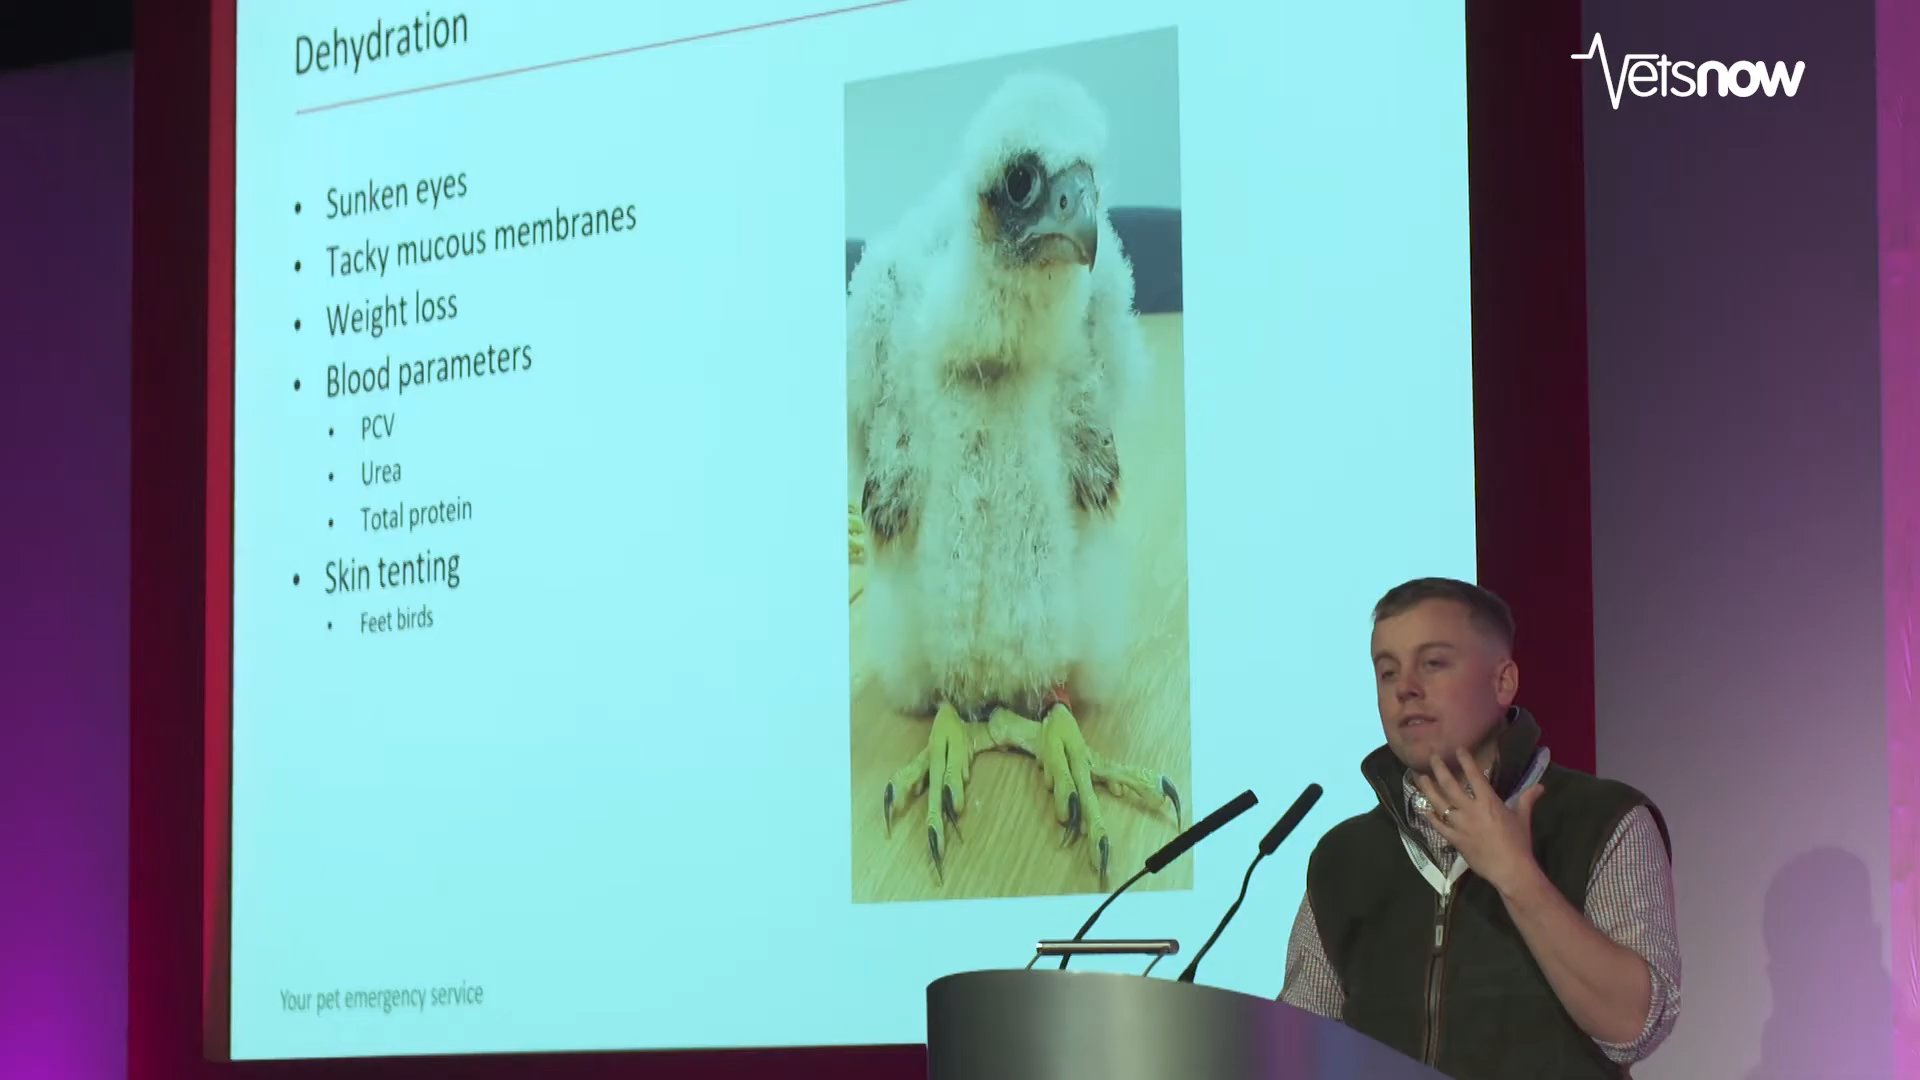 Dehydration
Vetsnow
• Sunken eyes
• Tacky mucous membranes
• Weight loss
• Blood parameters
• PCV
• Urea
• Total protein
• Skin tenting
• Feet birds
Your pet emergency service